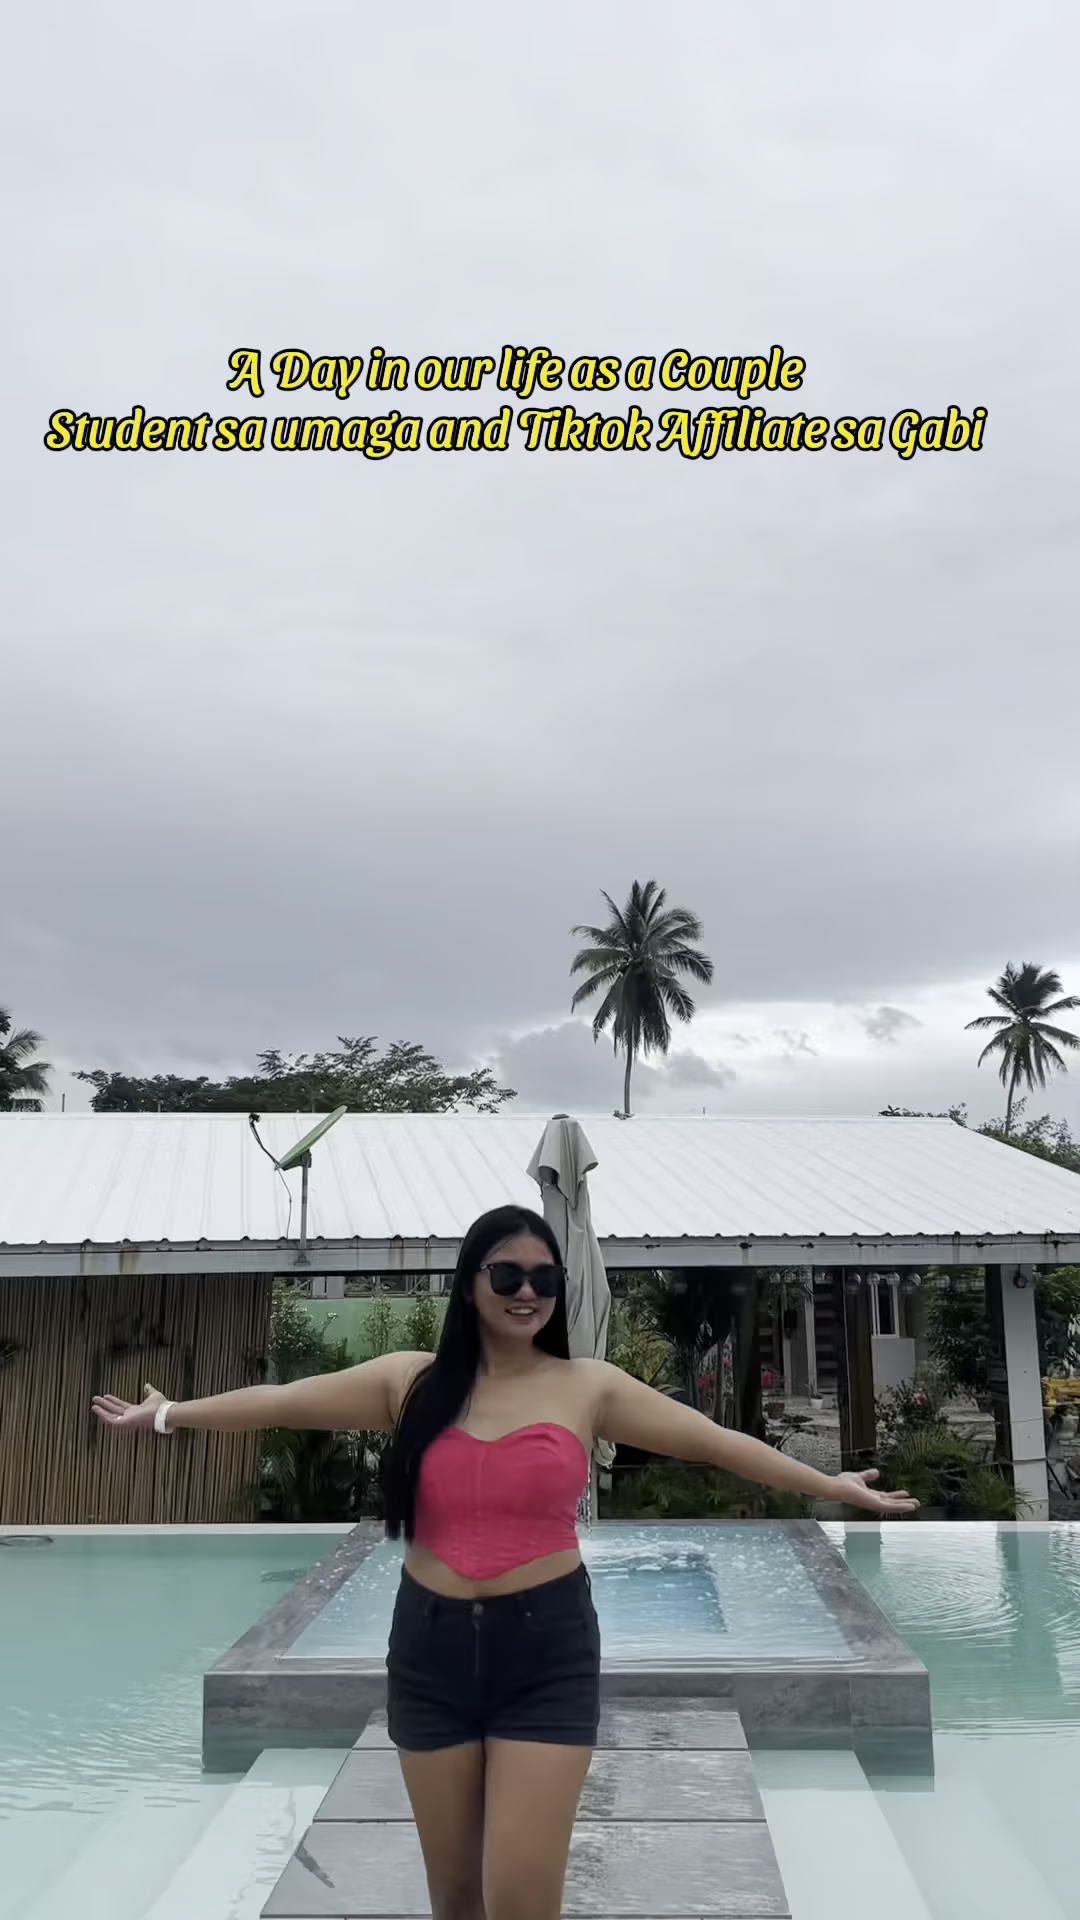 A Day in our life as a Couple
Student sa umaga and Tiktok Affiliate sa Gabi